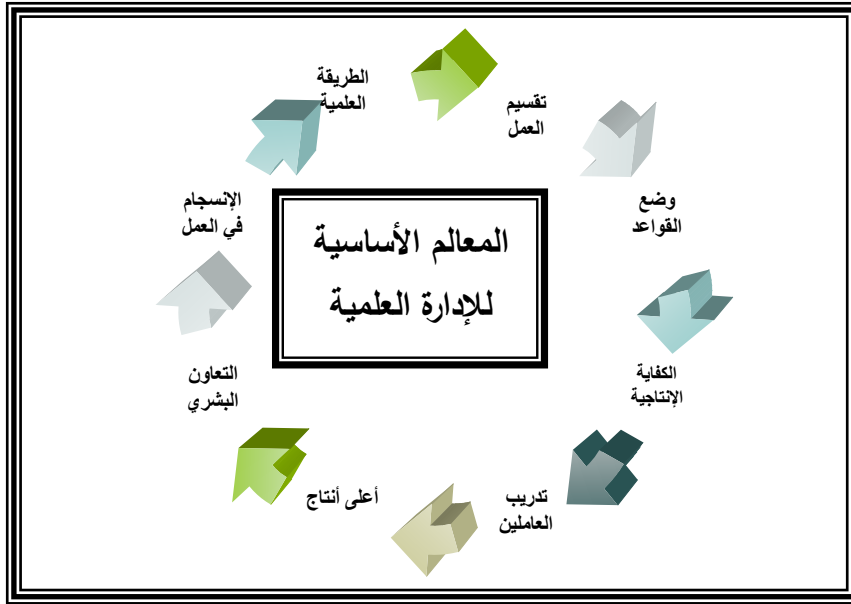 المعالم الأساسية
للإدارة العلمية
تقسيم
العمل
وضع
القواعد
الكفاية
الإنتاجية
تدريب
العاملين
أعلى أنتاج
التعاون
البشري
الإنسجام
في العمل
الطريقة
العلمية